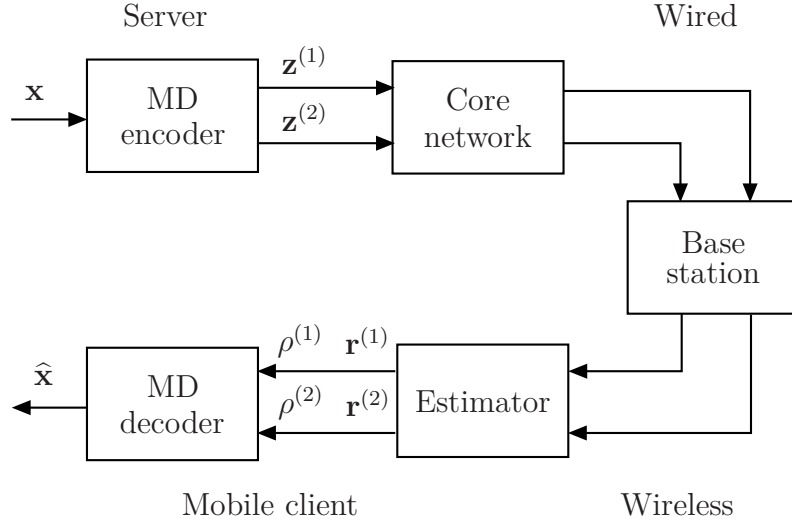 Server
Wired
x
MD
encoder
z(1)
z(2)
Core
network
Base
station
ρ(1) r(1)
ρ(2) r(2)
Estimator
x̂
MD
decoder
Mobile client
Wireless